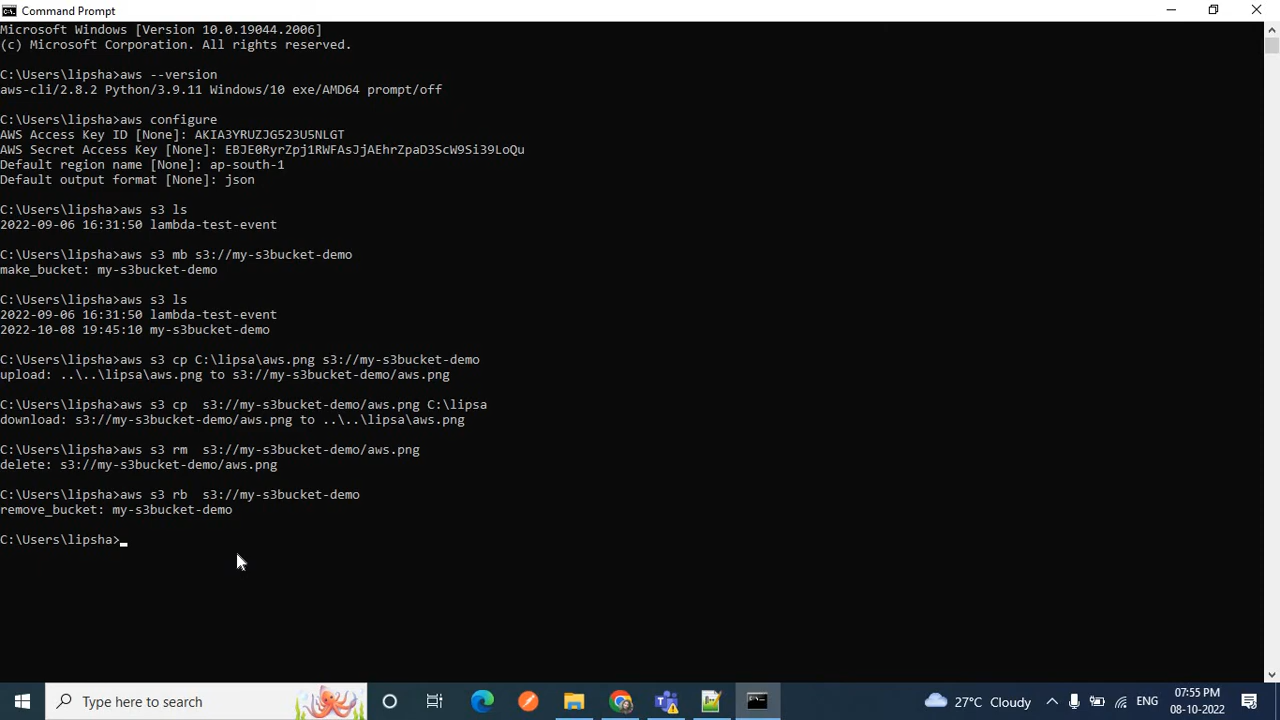 Command Prompt
Microsoft Windows [Version 10.0.19044.2006]
(c) Microsoft Corporation. All rights reserved.
C:\Users\lipsha>aws --version
aws-cli/2.8.2 Python/3.9.11 Windows/10 exe/AMD64 prompt/off
C:\Users\lipsha>aws configure
AWS Access Key ID [None]: AKIA3YRUZJG523U5NLGT
AWS Secret Access Key [None]: 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
Default region name [None]: ap-south-1
Default output format [None]: json
C:\Users\lipsha>aws s3 ls
2022-09-06 16:31:50 lambda-test-event
C:\Users\lipsha>aws s3 mb s3://my-s3bucket-demo
make_bucket: my-s3bucket-demo
C:\Users\lipsha>aws s3 ls
2022-09-06 16:31:50 lambda-test-event
2022-10-08 19:45:10 my-s3bucket-demo
C:\Users\lipsha>aws s3 cp C:\lipsa\aws.png s3://my-s3bucket-demo
upload: ..\..\lipsa\aws.png to s3://my-s3bucket-demo/aws.png
C:\Users\lipsha>aws s3 cp  s3://my-s3bucket-demo/aws.png C:\lipsa
download: s3://my-s3bucket-demo/aws.png to ..\..\lipsa\aws.png
C:\Users\lipsha>aws s3 rm  s3://my-s3bucket-demo/aws.png
delete: s3://my-s3bucket-demo/aws.png
C:\Users\lipsha>aws s3 rb  s3://my-s3bucket-demo
remove_bucket: my-s3bucket-demo
C:\Users\lipsha>
Type here to search
27°C Cloudy
ENG
07:55 PM
08-10-2022